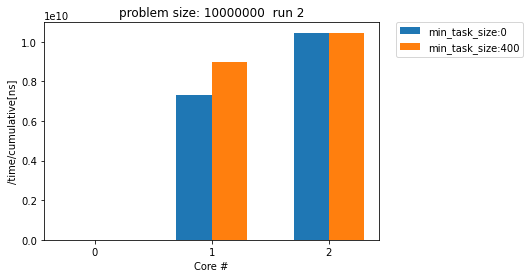 problem size: 10000000  run 2
1e10
1.0
0.8
0.6
0.4
0.2
0.0
/time/cumulative[ns]
0 1 2
Core #
min_task_size:0
min_task_size:400